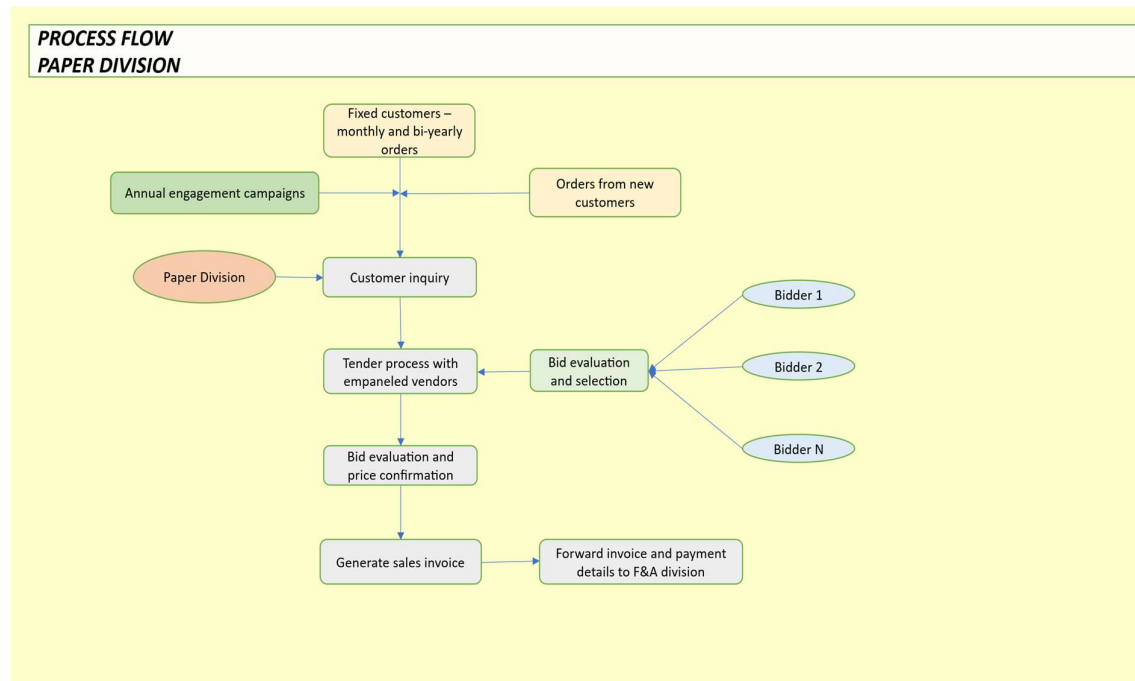 PROCESS FLOW
PAPER DIVISION
Fixed customers –
monthly and bi-yearly
orders
Annual engagement campaigns
Orders from new
customers
Paper Division
Customer inquiry
Bidder 1
Tender process with
empaneled vendors
Bid evaluation
and selection
Bidder 2
Bid evaluation and
price confirmation
Bidder N
Generate sales invoice
Forward invoice and payment
details to F&A division